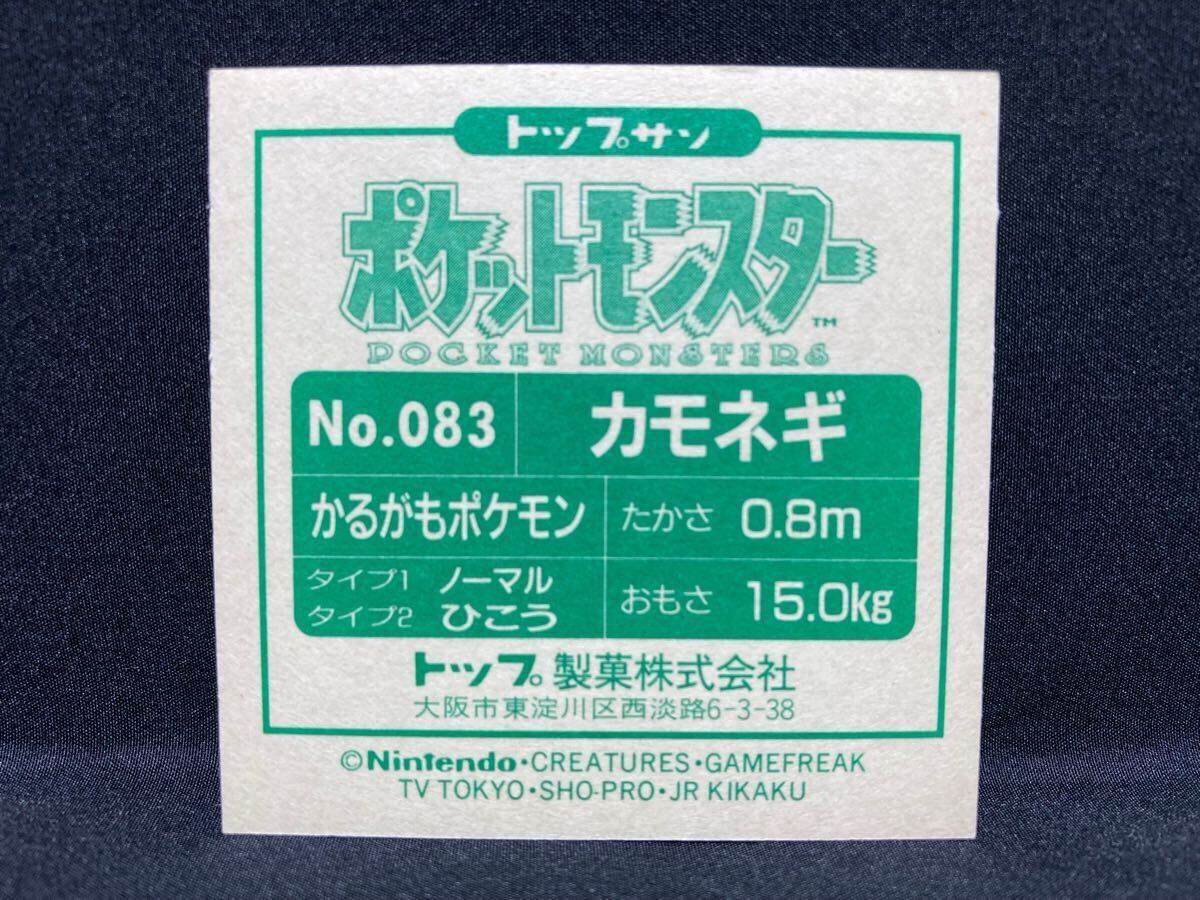 トップサン
ポケットモンスター™
POCKET MONSTERS
No.083 カモネギ
かるがもポケモン たかさ 0.8m
タイプ1 ノーマル
タイプ2 ひこう
おもさ 15.0kg
トップ製菓株式会社
大阪市東淀川区西淡路6-3-38
©Nintendo・CREATURES・GAMEFREAK
TV TOKYO・SHO-PRO・JR KIKAKU